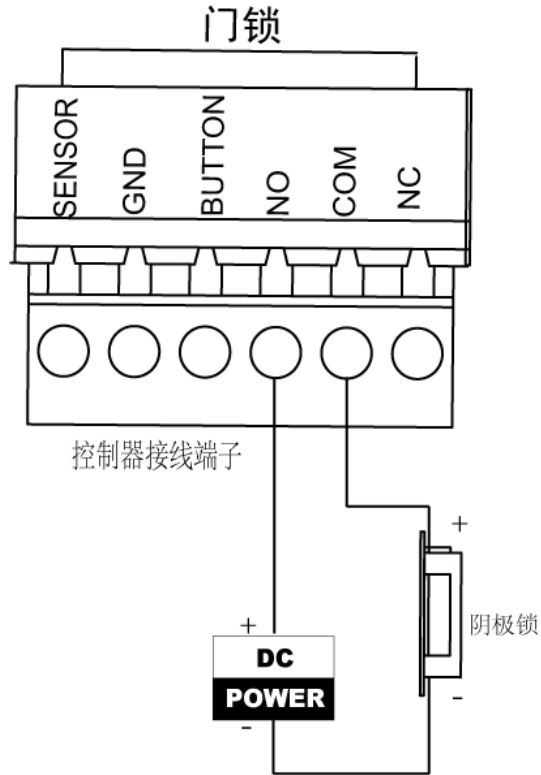 门锁
SENSOR
GND
BUTTON
NO
COM
NC
控制器接线端子
+
阴极锁
-
+
DC
POWER
-